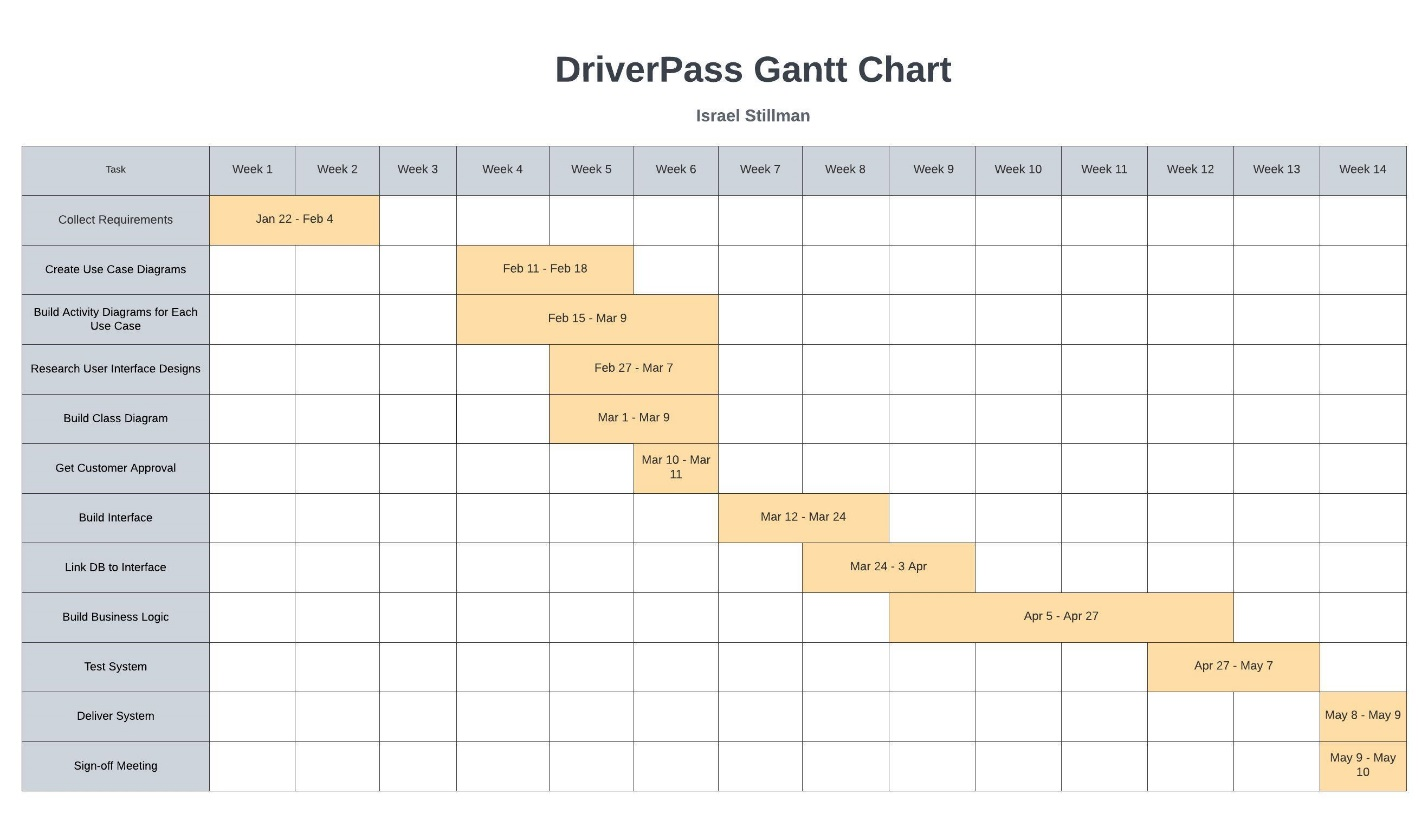 DriverPass Gantt Chart
Israel Stillman
Task Week 1 Week 2 Week 3 Week 4 Week 5 Week 6 Week 7 Week 8 Week 9 Week 10 Week 11 Week 12 Week 13 Week 14
Collect Requirements Jan 22 - Feb 4
Create Use Case Diagrams Feb 11 - Feb 18
Build Activity Diagrams for Each
Use Case
Feb 15 - Mar 9
Research User Interface Designs Feb 27 - Mar 7
Build Class Diagram Mar 1 - Mar 9
Get Customer Approval
Mar 10 - Mar
11
Build Interface Mar 12 - Mar 24
Link DB to Interface Mar 24 - 3 Apr
Build Business Logic Apr 5 - Apr 27
Test System Apr 27 - May 7
Deliver System May 8 - May 9
Sign-off Meeting
May 9 - May
10